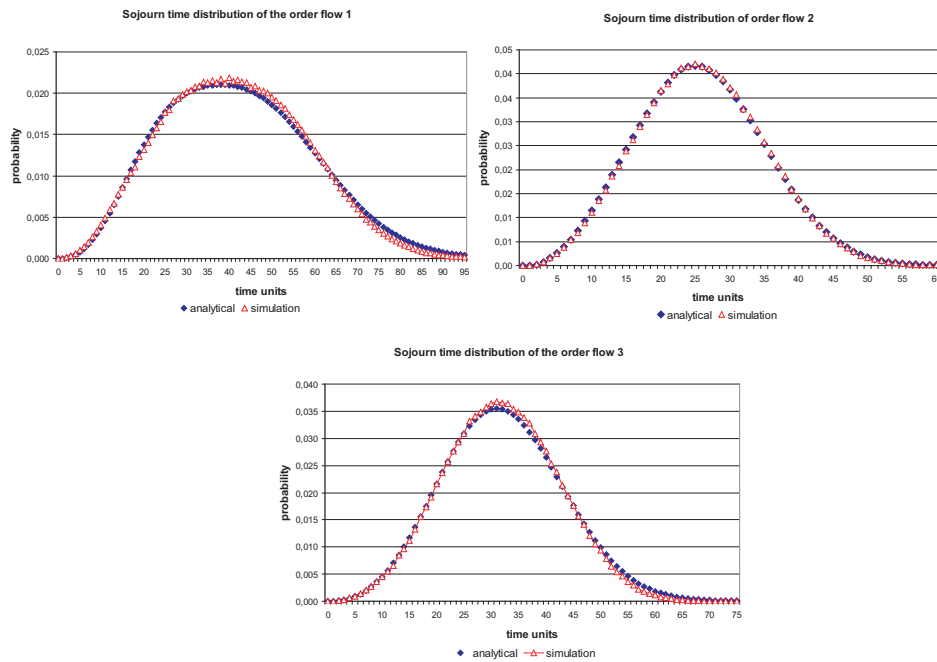 Sojourn time distribution of the order flow 1
0,025
0,020
0,015
0,010
0,005
0,000
probability
0 5 10 15 20 25 30 35 40 45 50 55 60 65 70 75 80 85 90 95
time units
analytical simulation
Sojourn time distribution of order flow 2
0,05
0,04
0,04
0,03
0,03
0,02
0,02
0,01
0,01
0,00
probability
0 5 10 15 20 25 30 35 40 45 50 55 60
time units
analytical simulation
Sojourn time distribution of the order flow 3
0,040
0,035
0,030
0,025
0,020
0,015
0,010
0,005
0,000
probability
0 5 10 15 20 25 30 35 40 45 50 55 60 65 70 75
time units
analytical simulation